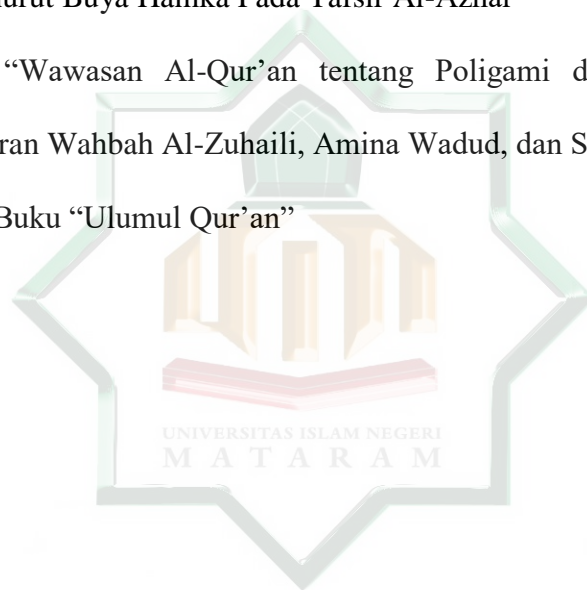 Menurut Buya Hamka Pada Tafsir Al-Azhar
“Wawasan Al-Qur’an tentang Poligami d
ran Wahbah Al-Zuhaili, Amina Wadud, dan S
Buku “Ulumul Qur’an”
UNIVERSITAS ISLAM NEGERI
M A T A R A M